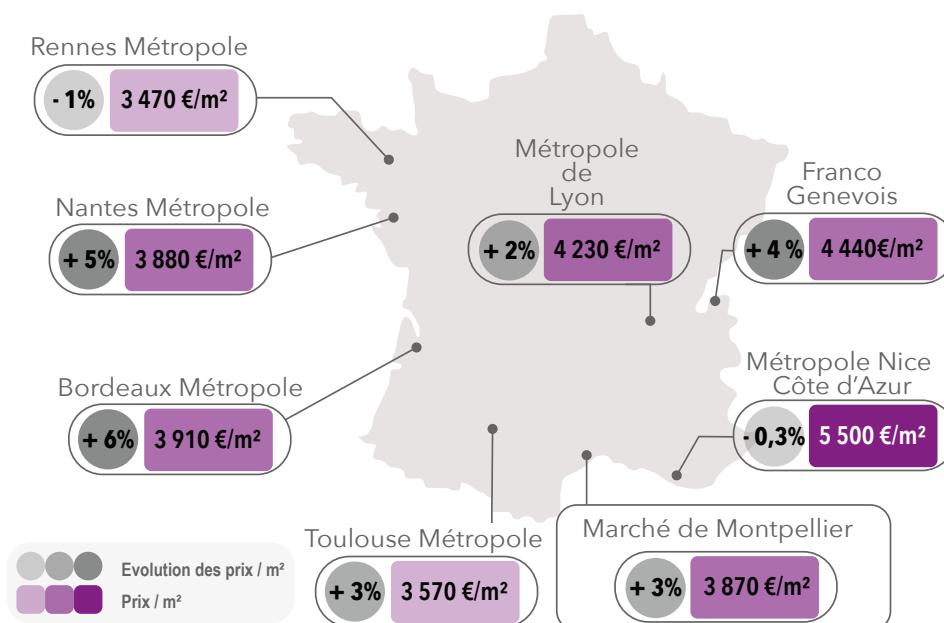 Rennes Métropole
- 1%
3 470 €/m²
Nantes Métropole
+ 5%
3 880 €/m²
Bordeaux Métropole
+ 6%
3 910 €/m²
Métropole
de
Lyon
+ 2%
4 230 €/m²
Franco
Genevois
+ 4 %
4 440€/m²
Métropole Nice
Côte d'Azur
- 0,3%
5 500 €/m²
Toulouse Métropole
+ 3%
3 570 €/m²
Marché de Montpellier
+ 3%
3 870 €/m²
Evolution des prix / m²
Prix / m²